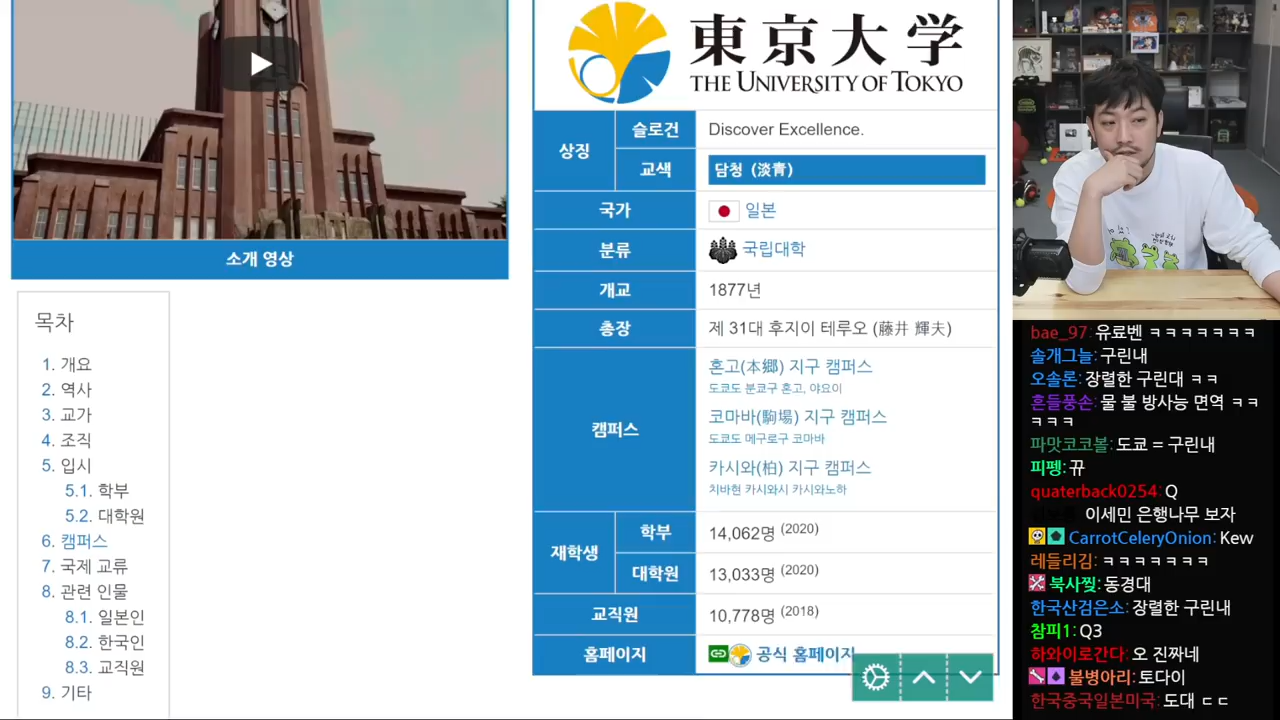 東京大学
THE UNIVERSITY OF TOKYO
상징
슬로건
Discover Excellence.
교색
담청 (淡青)
국가
일본
분류
국립대학
개교
1877년
총장
제 31대 후지이 테루오 (藤井 輝夫)
캠퍼스
혼고(本郷) 지구 캠퍼스
도쿄도 분쿄구 혼고, 야요이
코마바(駒場) 지구 캠퍼스
도쿄도 메구로구 코마바
카시와(柏) 지구 캠퍼스
치바현 카시와시 카시와노하
재학생
학부
14,062명 (2020)
대학원
13,033명 (2020)
교직원
10,778명 (2018)
홈페이지
공식 홈페이지
소개 영상
목차
1. 개요
2. 역사
3. 교가
4. 조직
5. 입시
5.1. 학부
5.2. 대학원
6. 캠퍼스
7. 국제 교류
8. 관련 인물
8.1. 일본인
8.2. 한국인
8.3. 교직원
9. 기타
bae_97: 유료벤 ㅋㅋㅋㅋㅋㅋㅋ
솔개그늘: 구린내
오솔론: 장렬한 구린대 ㅋㅋ
흔들풍손: 물 불 방사능 면역 ㅋㅋ
ㅋㅋㅋ
파맛코코볼: 도쿄 = 구린내
피펭: 뀨
quaterback0254: Q
이세민 은행나무 보자
CarrotCeleryOnion: Kew
레들리김: ㅋㅋㅋㅋㅋㅋㅋ
북사찢: 동경대
한국산검은소: 장렬한 구린내
참피1: Q3
하와이로간다: 오 진짜네
불병아리: 토다이
한국중국일본미국: 도대 ㄷㄷ